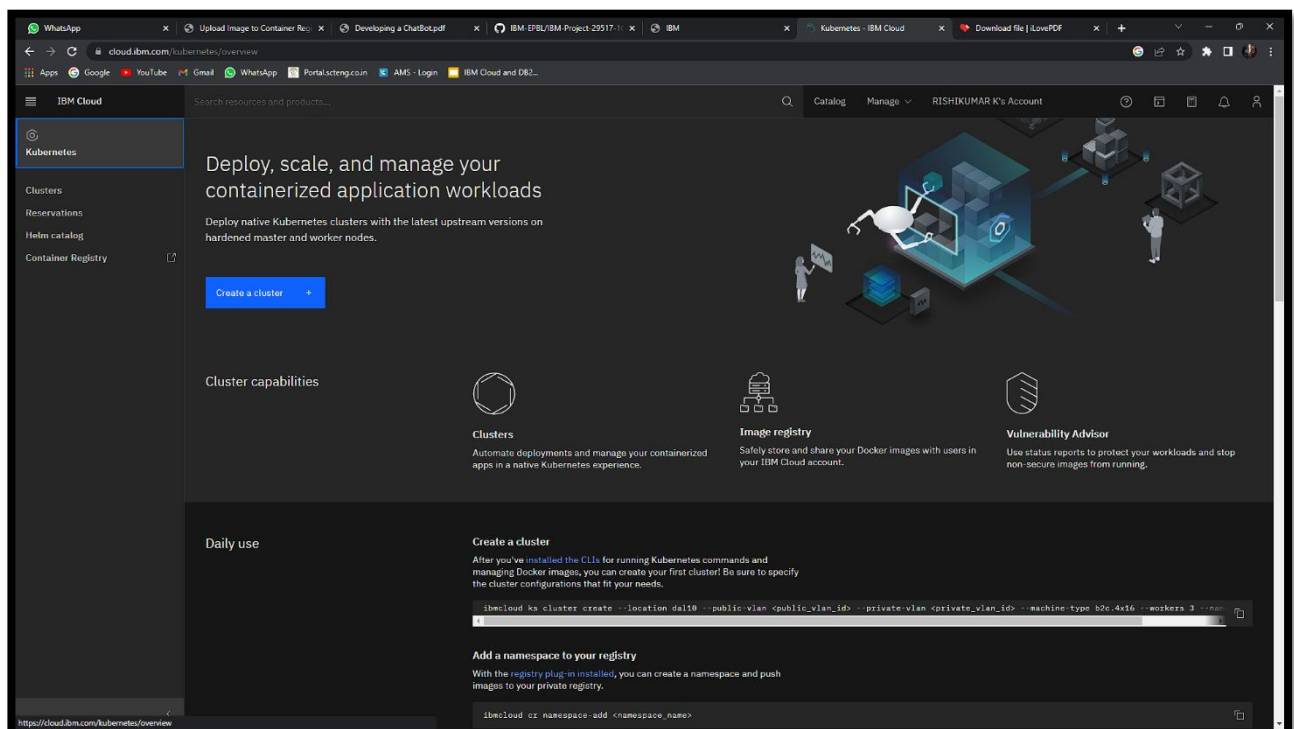 WhatsApp
Upload Image to Container Reg
Developing a ChatBot.pdf
IBM-EPBL/IBM-Project-29517-1
IBM
Kubernetes - IBM Cloud
Download file | iLovePDF
cloud.ibm.com/kubernetes/overview
Apps Google YouTube Gmail WhatsApp Portal.scteng.co.in AMS - Login IBM Cloud and DB2...
IBM Cloud
Search resources and products...
Catalog Manage RISHIKUMAR K's Account
Kubernetes
Clusters
Reservations
Helm catalog
Container Registry
Deploy, scale, and manage your
containerized application workloads
Deploy native Kubernetes clusters with the latest upstream versions on
hardened master and worker nodes.
Create a cluster +
Cluster capabilities
Clusters
Automate deployments and manage your containerized
apps in a native Kubernetes experience.
Image registry
Safely store and share your Docker images with users in
your IBM Cloud account.
Vulnerability Advisor
Use status reports to protect your workloads and stop
non-secure images from running.
Daily use
Create a cluster
After you've installed the CLIs for running Kubernetes commands and
managing Docker images, you can create your first cluster! Be sure to specify
the cluster configurations that fit your needs.
ibmcloud ks cluster create --location dal10 --public-vlan <public_vlan_id> --private-vlan <private_vlan_id> --machine-type b2c.4x16 --workers 3
Add a namespace to your registry
With the registry plug-in installed, you can create a namespace and push
images to your private registry.
ibmcloud cr namespace-add <namespace_name>
https://cloud.ibm.com/kubernetes/overview